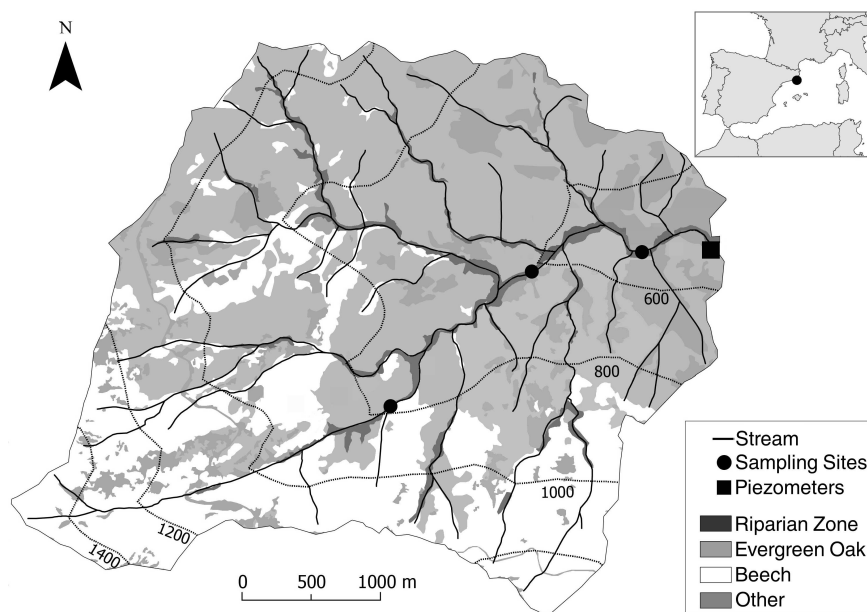 N
600
800
1000
1200
1400
0 500 1000 m
Stream
Sampling Sites
Piezometers
Riparian Zone
Evergreen Oak
Beech
Other